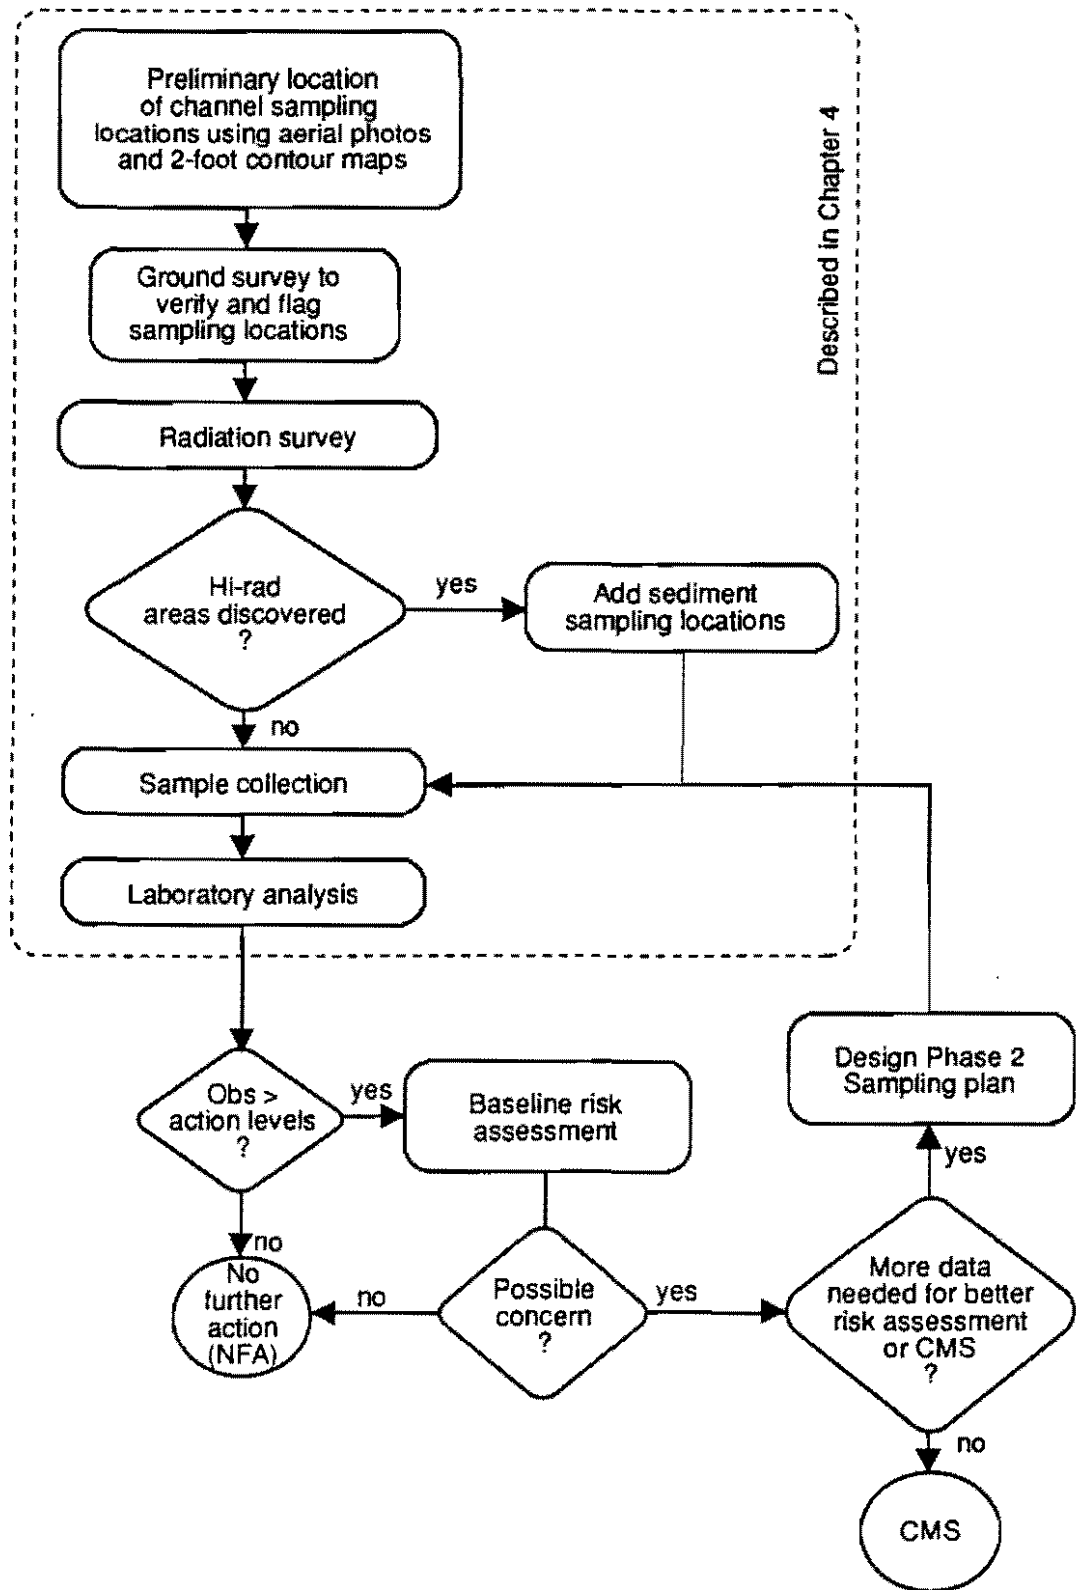 Preliminary location
of channel sampling
locations using aerial photos
and 2-foot contour maps
Described in Chapter 4
Ground survey to
verify and flag
sampling locations
Radiation survey
Hi-rad
areas discovered
?
yes
Add sediment
sampling locations
no
Sample collection
Laboratory analysis
Obs >
action levels
?
yes
Baseline risk
assessment
Design Phase 2
Sampling plan
yes
no
No
further
action
(NFA)
no
Possible
concern
?
yes
More data
needed for better
risk assessment
or CMS
?
no
CMS